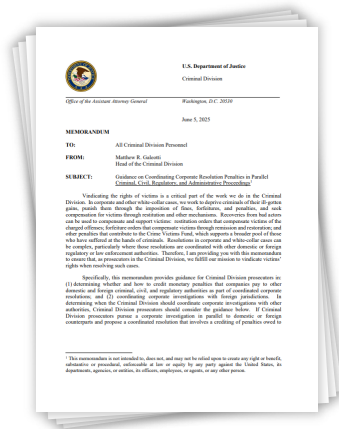 U.S. Department of Justice
Criminal Division
Office of the Assistant Attorney General
Washington, D.C. 20530
June 5, 2025
MEMORANDUM
TO: All Criminal Division Personnel
FROM: Matthew R. Galeotti
Head of the Criminal Division
SUBJECT: Guidance on Coordinating Corporate Resolution Penalties in Parallel
Criminal, Civil, Regulatory, and Administrative Proceedings¹
Vindicating the rights of victims is a critical part of the work we do in the Criminal
Division. In corporate and other white-collar cases, we work to deprive criminals of their ill-gotten
gains, punish them through the imposition of fines, forfeitures, and penalties, and seek
compensation for victims through restitution and other mechanisms. Recoveries from bad actors
can be used to compensate and support victims: restitution orders that compensate victims of the
charged offenses; forfeiture orders that compensate victims through remission and restoration; and
other penalties that contribute to the Crime Victims Fund, which supports a broader pool of those
who have suffered at the hands of criminals. Resolutions in corporate and white-collar cases can
be complex, particularly where those resolutions are coordinated with other domestic or foreign
regulatory or law enforcement authorities. Therefore, I am providing you with this memorandum
to ensure that, as prosecutors in the Criminal Division, we fulfill our mission to vindicate victims'
rights when resolving such cases.
Specifically, this memorandum provides guidance for Criminal Division prosecutors in:
(1) determining whether and how to credit monetary penalties that companies pay to other
domestic and foreign criminal, civil, and regulatory authorities as part of coordinated corporate
resolutions; and (2) coordinating corporate investigations with foreign jurisdictions. In
determining when the Criminal Division should coordinate corporate investigations with other
authorities, Criminal Division prosecutors should consider the guidance below. If Criminal
Division prosecutors pursue a corporate investigation in parallel to domestic or foreign
counterparts and propose a coordinated resolution that involves a crediting of penalties owed to
¹ This memorandum is not intended to, does not, and may not be relied upon to create any right or benefit,
substantive or procedural, enforceable at law or equity by any party against the United States, its
departments, agencies, or entities, its officers, employees, or agents, or any other person.